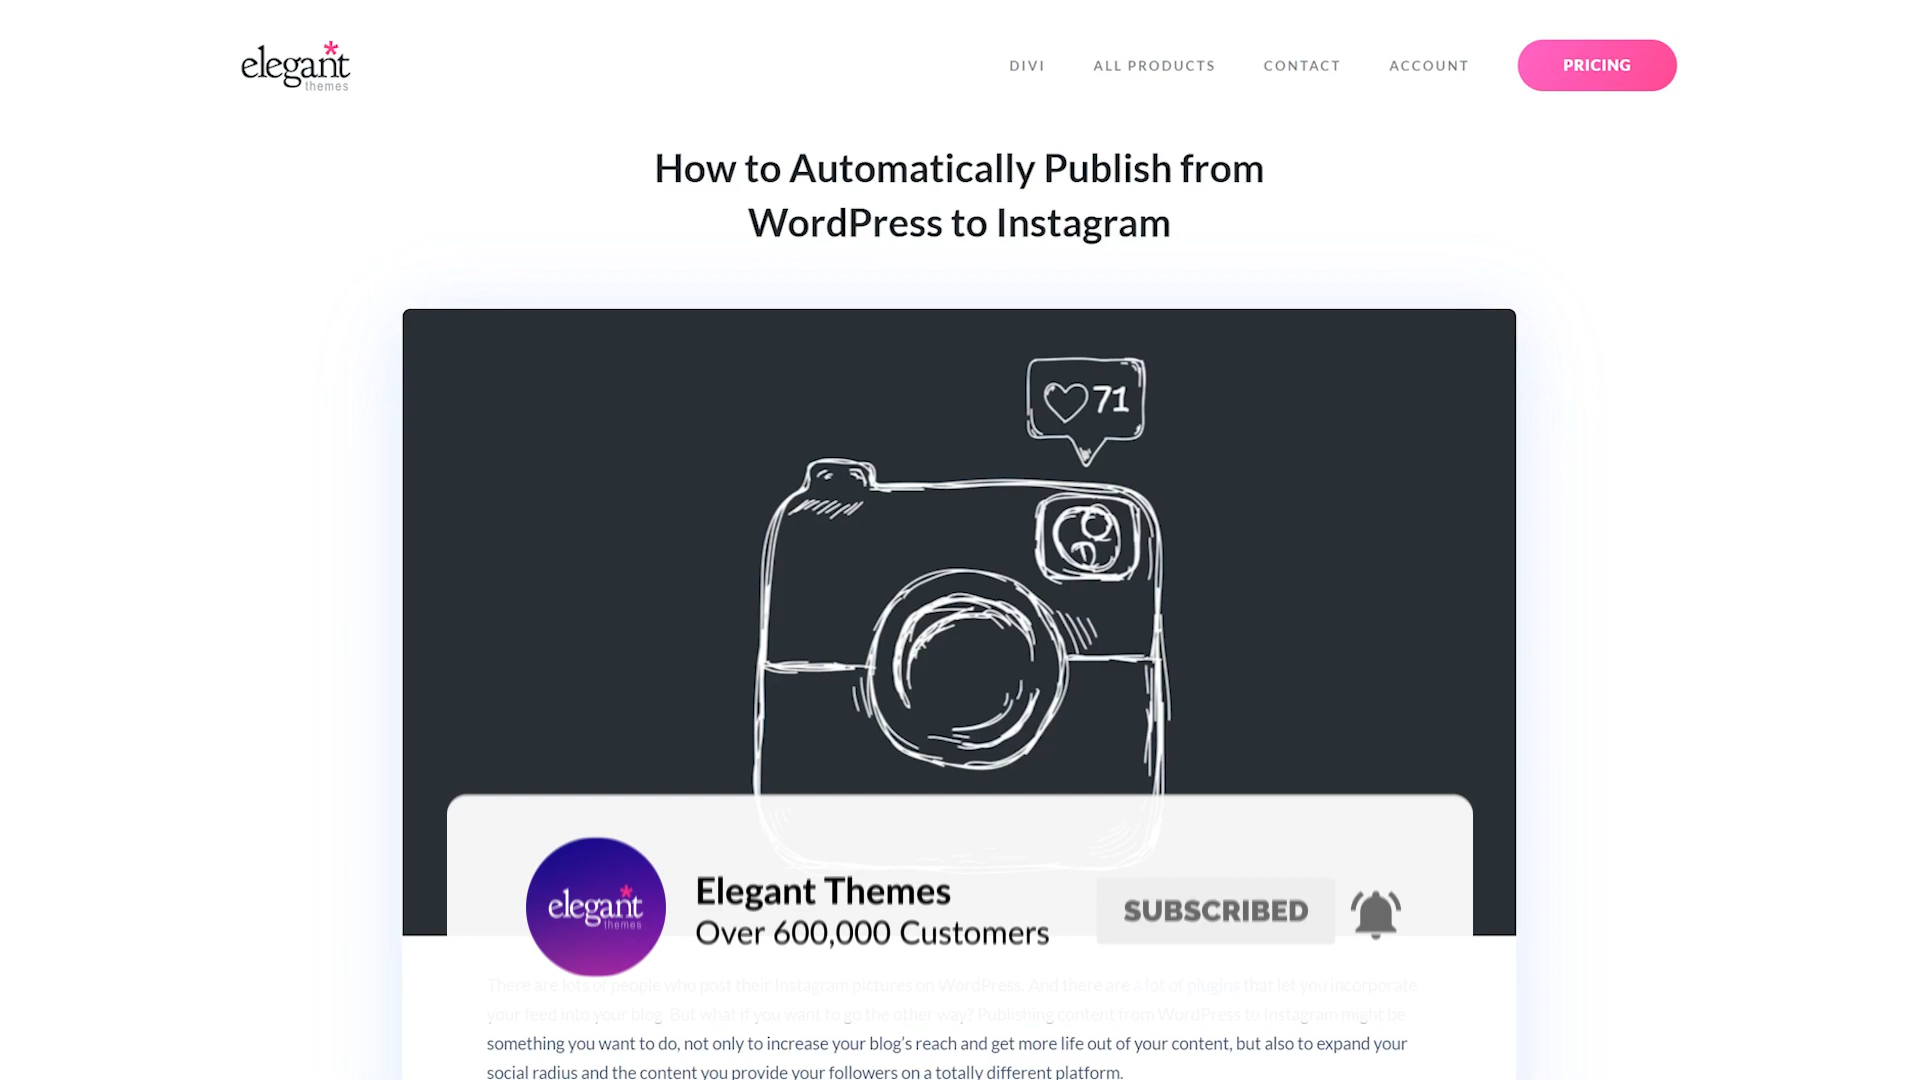 elegant
themes
DIVI
ALL PRODUCTS
CONTACT
ACCOUNT
PRICING
How to Automatically Publish from
WordPress to Instagram
71
elegant
themes
Elegant Themes
Over 600,000 Customers
SUBSCRIBED
There are lots of people who post their Instagram pictures on WordPress. And there are a lot of plugins that let you incorporate
your feed into your blog. But what if you want to go the other way? Publishing content from WordPress to Instagram might be
something you want to do, not only to increase your blog’s reach and get more life out of your content, but also to expand your
social radius and the content you provide your followers on a totally different platform.